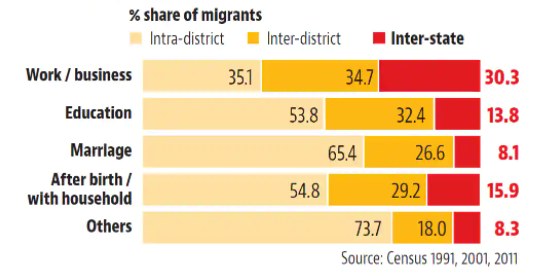 % share of migrants
Intra-district Inter-district Inter-state
Work / business 35.1 34.7 30.3
Education 53.8 32.4 13.8
Marriage 65.4 26.6 8.1
After birth /
with household 54.8 29.2 15.9
Others 73.7 18.0 8.3
Source: Census 1991, 2001, 2011